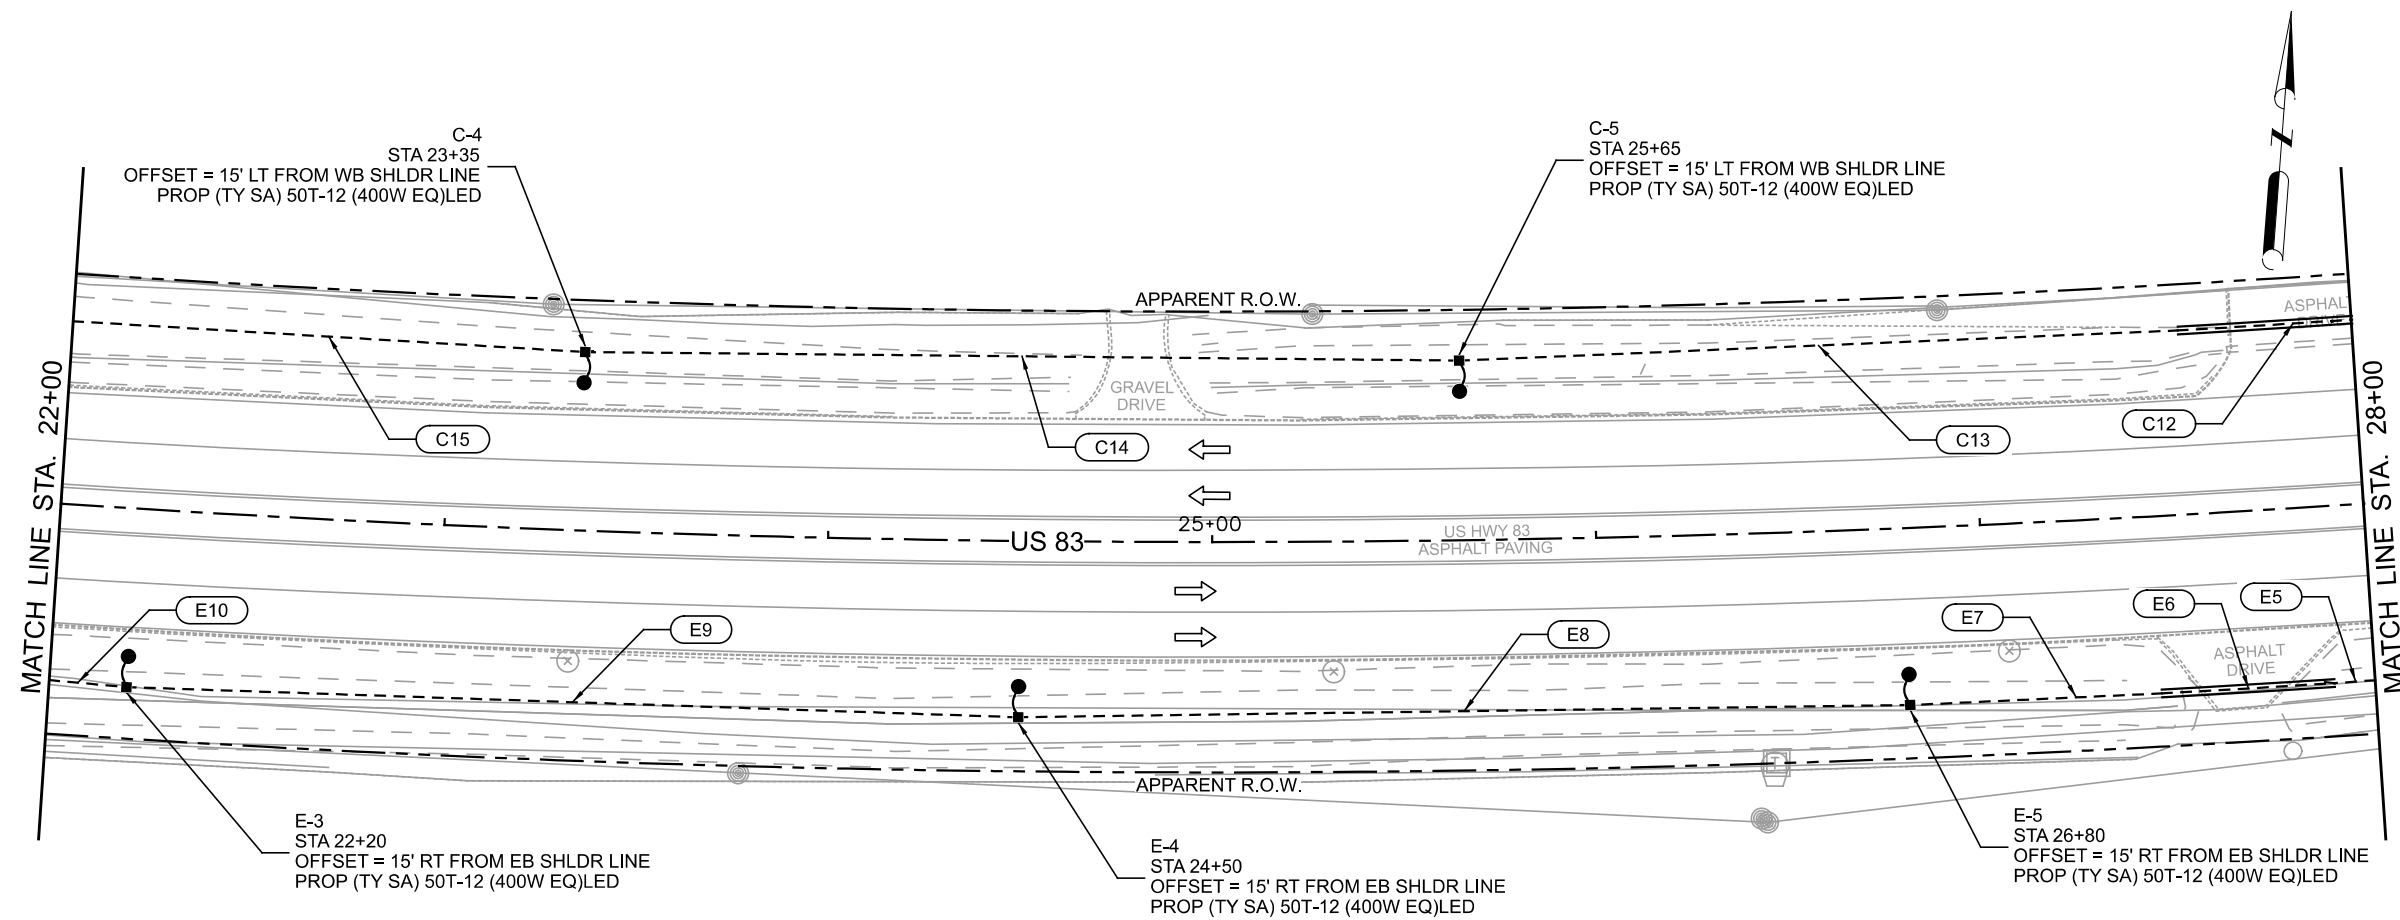 C-4
STA 23+35
OFFSET = 15' LT FROM WB SHLDR LINE
PROP (TY SA) 50T-12 (400W EQ)LED
C-5
STA 25+65
OFFSET = 15' LT FROM WB SHLDR LINE
PROP (TY SA) 50T-12 (400W EQ)LED
N
APPARENT R.O.W.
ASPHALT
DRIVE
GRAVEL
DRIVE
C15
C14
C13
C12
MATCH LINE STA. 22+00
MATCH LINE STA. 28+00
25+00
US 83
US HWY 83
ASPHALT PAVING
E10
E9
E8
E7
E6
E5
ASPHALT
DRIVE
T
APPARENT R.O.W.
E-3
STA 22+20
OFFSET = 15' RT FROM EB SHLDR LINE
PROP (TY SA) 50T-12 (400W EQ)LED
E-4
STA 24+50
OFFSET = 15' RT FROM EB SHLDR LINE
PROP (TY SA) 50T-12 (400W EQ)LED
E-5
STA 26+80
OFFSET = 15' RT FROM EB SHLDR LINE
PROP (TY SA) 50T-12 (400W EQ)LED